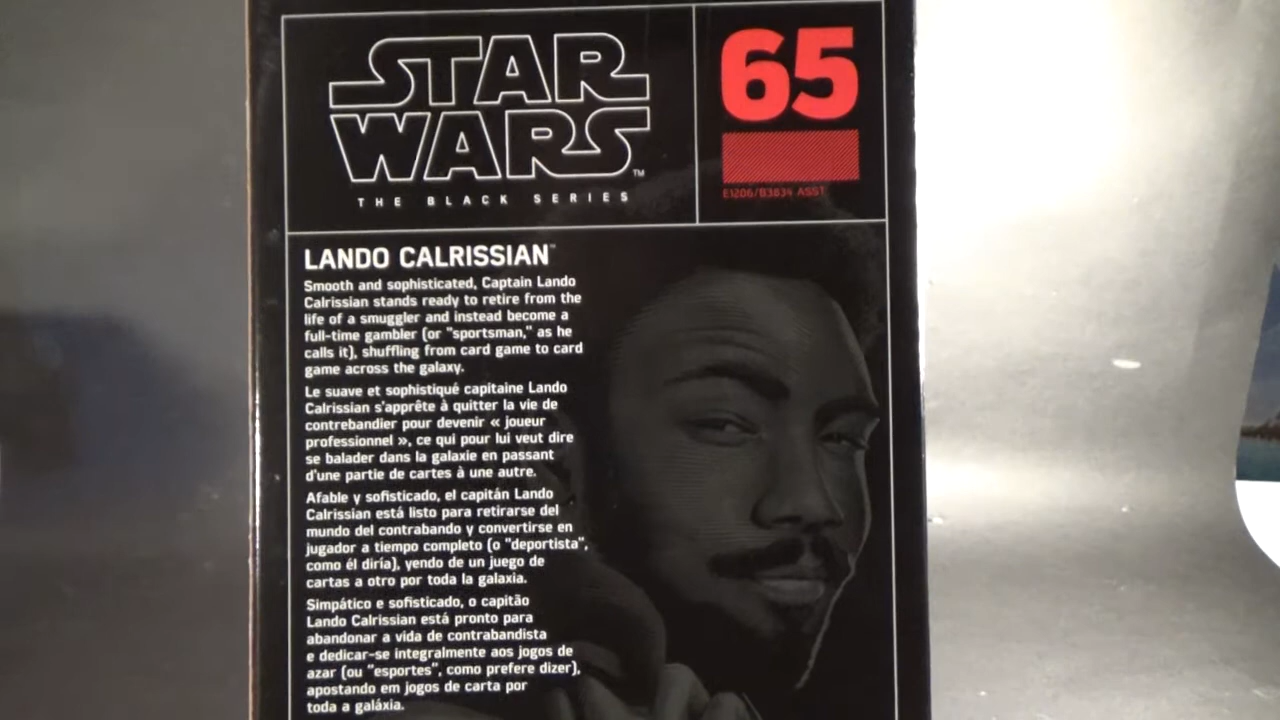 STAR
WARS™
THE BLACK SERIES
65
E1206/B3834 ASST
LANDO CALRISSIAN™
Smooth and sophisticated, Captain Lando
Calrissian stands ready to retire from the
life of a smuggler and instead become a
full-time gambler (or "sportsman," as he
calls it), shuffling from card game to card
game across the galaxy.
Le suave et sophistiqué capitaine Lando
Calrissian s'apprête à quitter la vie de
contrebandier pour devenir « joueur
professionnel », ce qui pour lui veut dire
se balader dans la galaxie en passant
d'une partie de cartes à une autre.
Afable y sofisticado, el capitán Lando
Calrissian está listo para retirarse del
mundo del contrabando y convertirse en
jugador a tiempo completo (o "deportista",
como él diría), yendo de un juego de
cartas a otro por toda la galaxia.
Simpático e sofisticado, o capitão
Lando Calrissian está pronto para
abandonar a vida de contrabandista
e dedicar-se integralmente aos jogos de
azar (ou "esportes", como prefere dizer),
apostando em jogos de carta por
toda a galáxia.